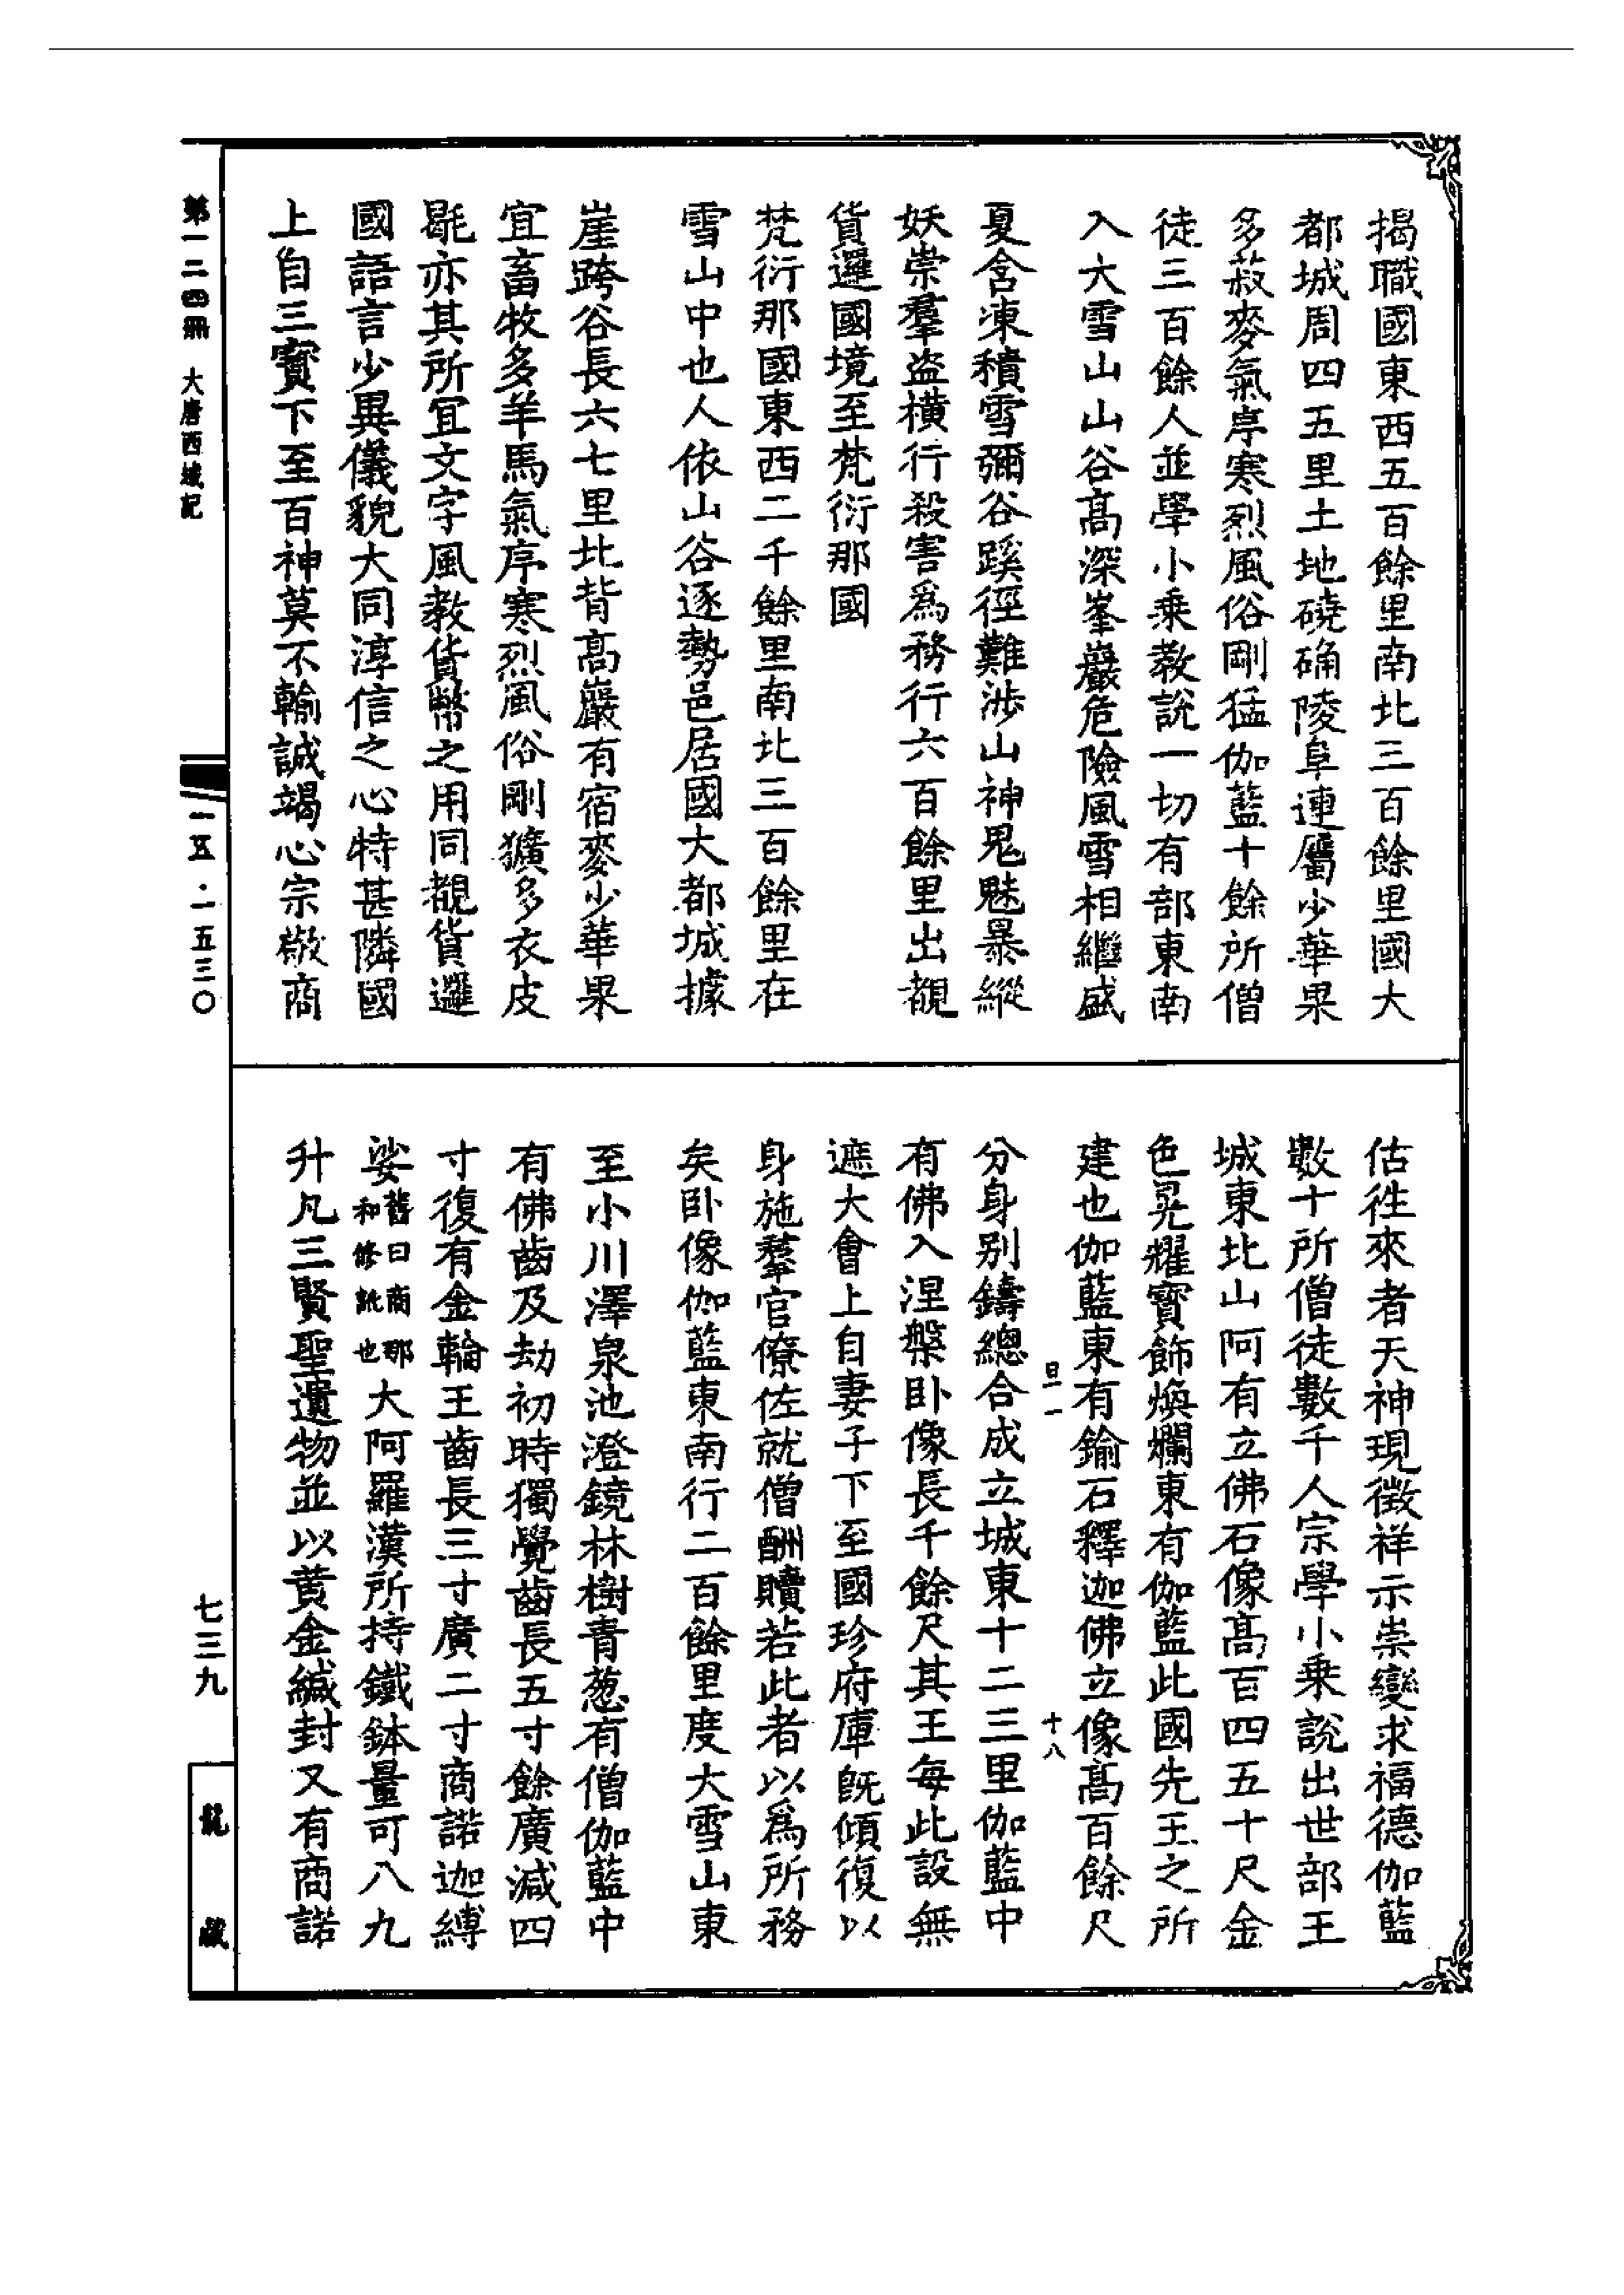 揭職國東西五百餘里南北三百餘里國大
都城周四五里土地磽确陵阜連屬少華果
多菽麥氣序寒烈風俗剛猛伽藍十餘所僧
徒三百餘人並學小乘教說一切有部東南
入大雪山山谷高深峯巖危險風雪相繼盛
夏含凍積雪彌谷蹊徑難涉山神鬼魅暴縱
妖崇羣盜橫行殺害爲務行六百餘里出覩
貨邏國境至梵衍那國
梵衍那國東西二千餘里南北三百餘里在
雪山中也人依山谷逐勢邑居國大都城據
崖跨谷長六七里北背高巖有宿麥少華果
宜畜牧多羊馬氣序寒烈風俗剛獷多衣皮
毼亦其所宜文字風教貨幣之用同覩貨邏
國語言少異儀貌大同淳信之心特甚隣國
上自三寶下至百神莫不輸誠竭心宗敬商
估徃來者天神現徵祥示祟變求福德伽藍
數十所僧徒數千人宗學小乘說出世部王
城東北山阿有立佛石像高百四五十尺金
色晃耀寶飾煥爛東有伽藍此國先王之所
建也伽藍東有鍮石釋迦佛立像高百餘尺
旦一 十八
分身别鑄總合成立城東十二三里伽藍中
有佛入涅槃卧像長千餘尺其王每此設無
遮大會上自妻子下至國珍府庫旣傾復以
身施羣官僚佐就僧酬贖若此者以爲所務
矣卧像伽藍東南行二百餘里度大雪山東
至小川澤泉池澄鏡林樹青葱有僧伽藍中
有佛齒及劫初時獨覺齒長五寸餘廣減四
寸復有金輪王齒長三寸廣二寸商諾迦縛
娑舊曰商那和修訛也大阿羅漢所持鐵鉢量可八九
升凡三賢聖遺物並以黄金緘封又有商諾
第一二四冊 大唐西域記
一五·一五三〇
七三九
龍藏